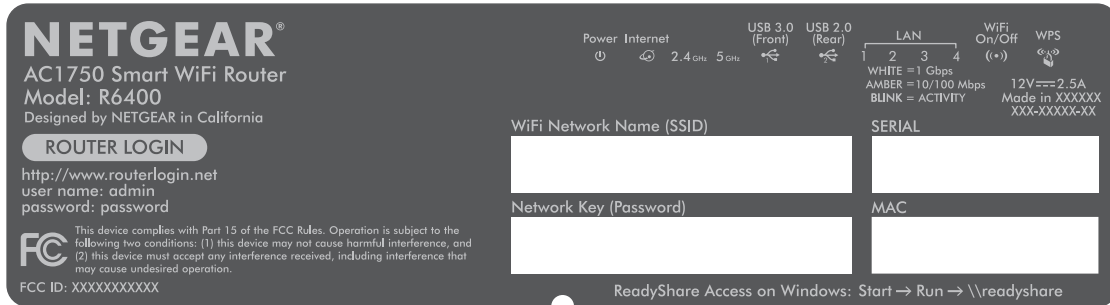 NETGEAR®
AC1750 Smart WiFi Router
Model: R6400
Designed by NETGEAR in California
ROUTER LOGIN
http://www.routerlogin.net
user name: admin
password: password
FC This device complies with Part 15 of the FCC Rules. Operation is subject to the
following two conditions: (1) this device may not cause harmful interference, and
(2) this device must accept any interference received, including interference that
may cause undesired operation.
FCC ID: XXXXXXXXXXX
Power Internet 2.4 GHz 5 GHz
USB 3.0
(Front)
USB 2.0
(Rear)
LAN
1 2 3 4
WiFi
On/Off
WPS
WHITE = 1 Gbps
AMBER = 10/100 Mbps
BLINK = ACTIVITY
12V⎓2.5A
Made in XXXXXX
XXX-XXXXX-XX
WiFi Network Name (SSID)
SERIAL
Network Key (Password)
MAC
ReadyShare Access on Windows: Start → Run → \\readyshare